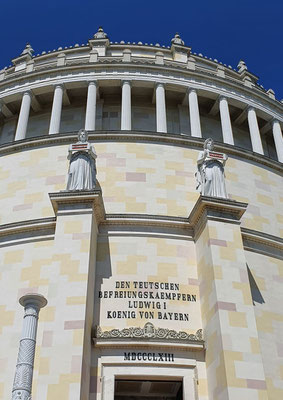 DEN TEUTSCHEN
BEFREIUNGSKAEMPFERN
LUDWIG I
KOENIG VON BAYERN
MDCCCLXIII